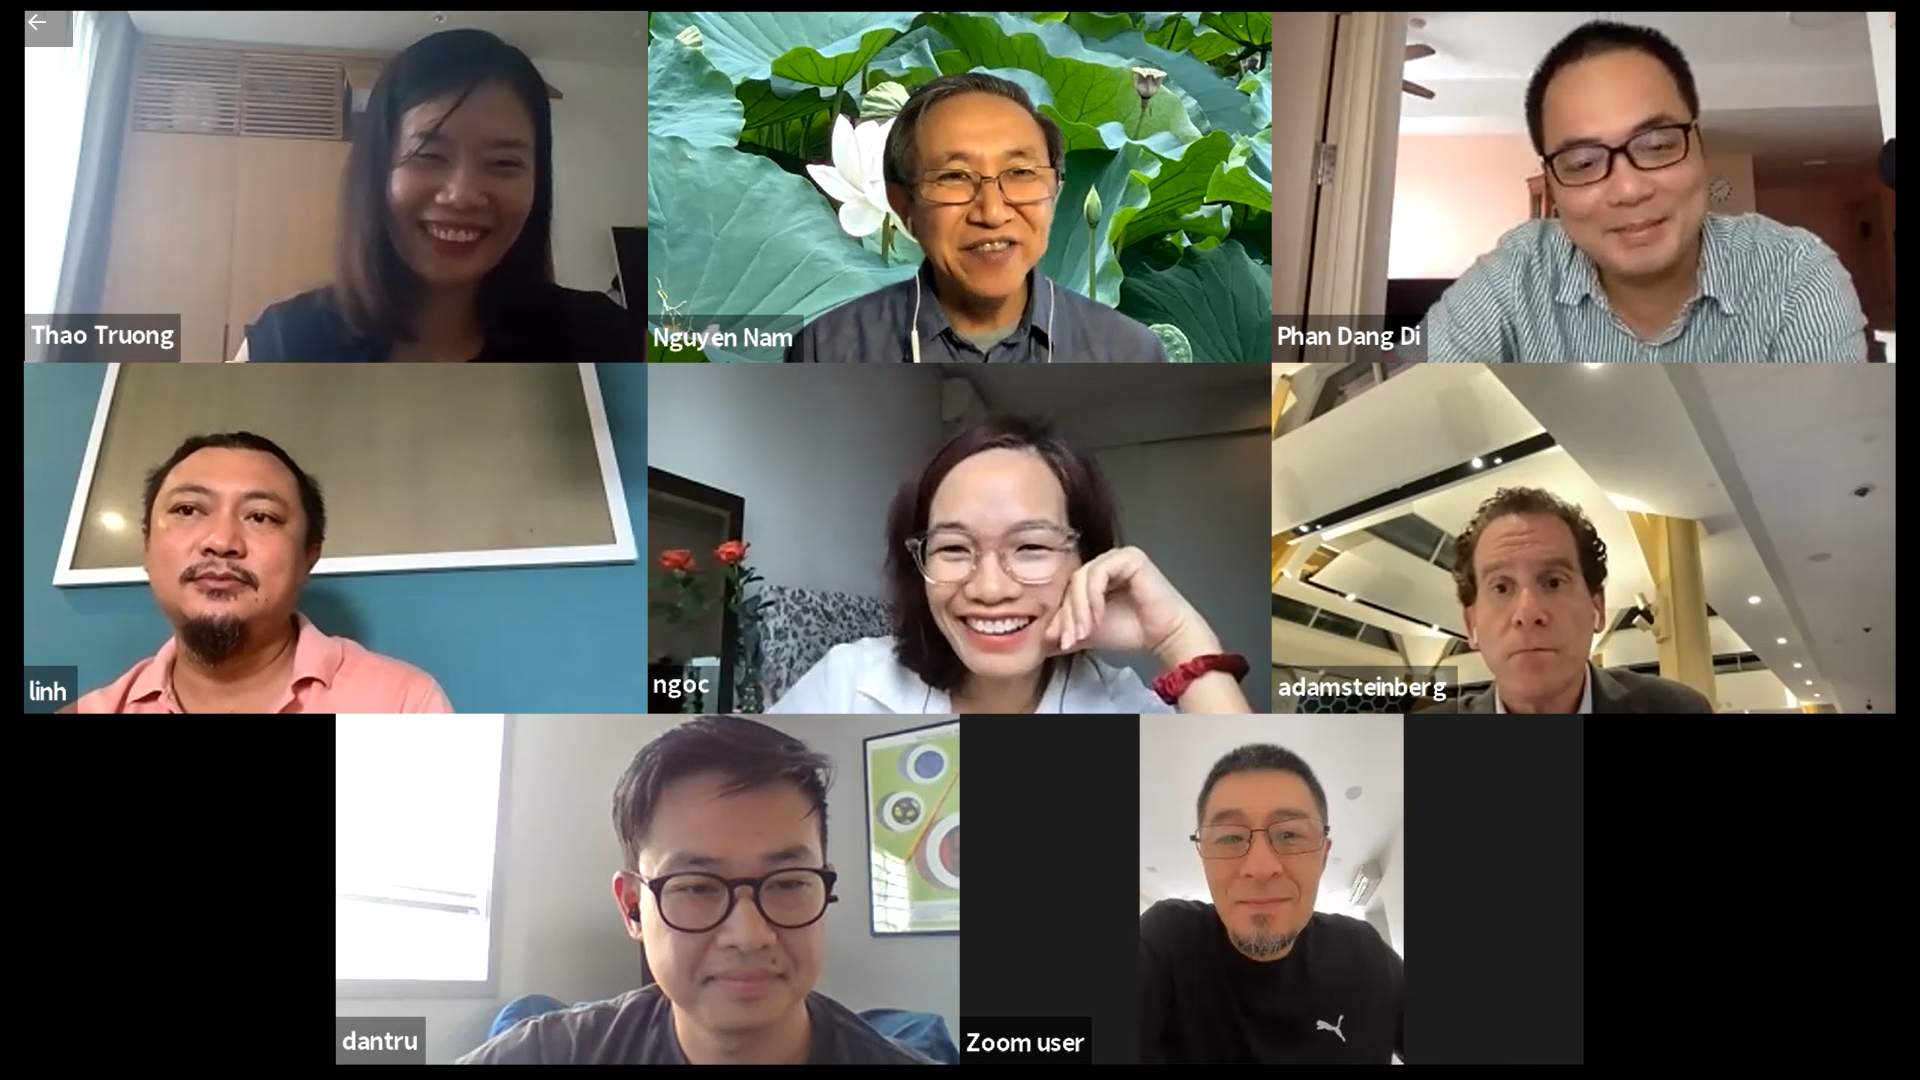 Thao Truong
Nguyen Nam
Phan Dang Di
linh
ngoc
adamsteinberg
dantru
Zoom user